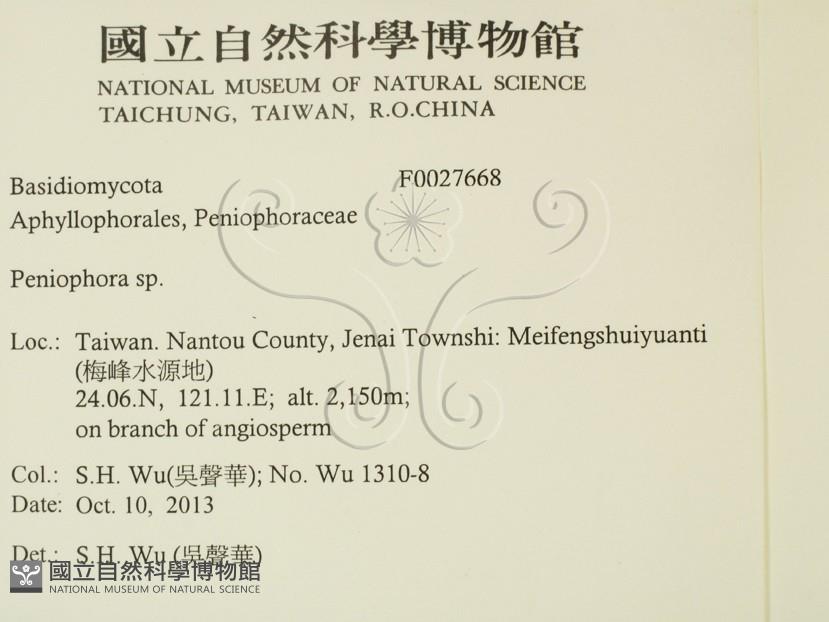 國立自然科學博物館
NATIONAL MUSEUM OF NATURAL SCIENCE
TAICHUNG, TAIWAN, R.O.CHINA
Basidiomycota F0027668
Aphyllophorales, Peniophoraceae
Peniophora sp.
Loc.: Taiwan. Nantou County, Jenai Townshi: Meifengshuiyuanti
(梅峰水源地)
24.06.N, 121.11.E; alt. 2,150m;
on branch of angiosperm
Col.: S.H. Wu(吳聲華); No. Wu 1310-8
Date: Oct. 10, 2013
Det.: S.H. Wu (吳聲華)
國立自然科學博物館
NATIONAL MUSEUM OF NATURAL SCIENCE